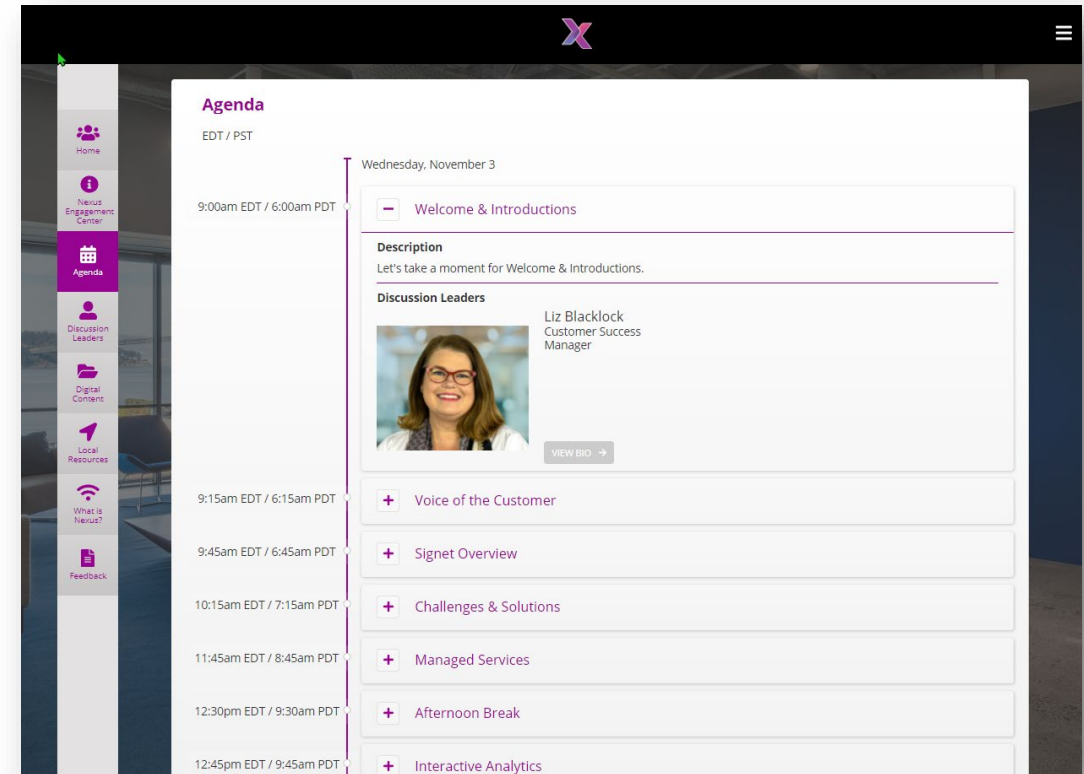 Agenda
EDT / PST
Home
Nexus
Engagement
Center
Agenda
Discussion
Leaders
Digital
Content
Local
Resources
What is
Nexus?
Feedback
Wednesday, November 3
9:00am EDT / 6:00am PDT
Welcome & Introductions
Description
Let's take a moment for Welcome & Introductions.
Discussion Leaders
Liz Blacklock
Customer Success
Manager
VIEW BIO →
9:15am EDT / 6:15am PDT
Voice of the Customer
9:45am EDT / 6:45am PDT
Signet Overview
10:15am EDT / 7:15am PDT
Challenges & Solutions
11:45am EDT / 8:45am PDT
Managed Services
12:30pm EDT / 9:30am PDT
Afternoon Break
12:45pm EDT / 9:45am PDT
Interactive Analytics